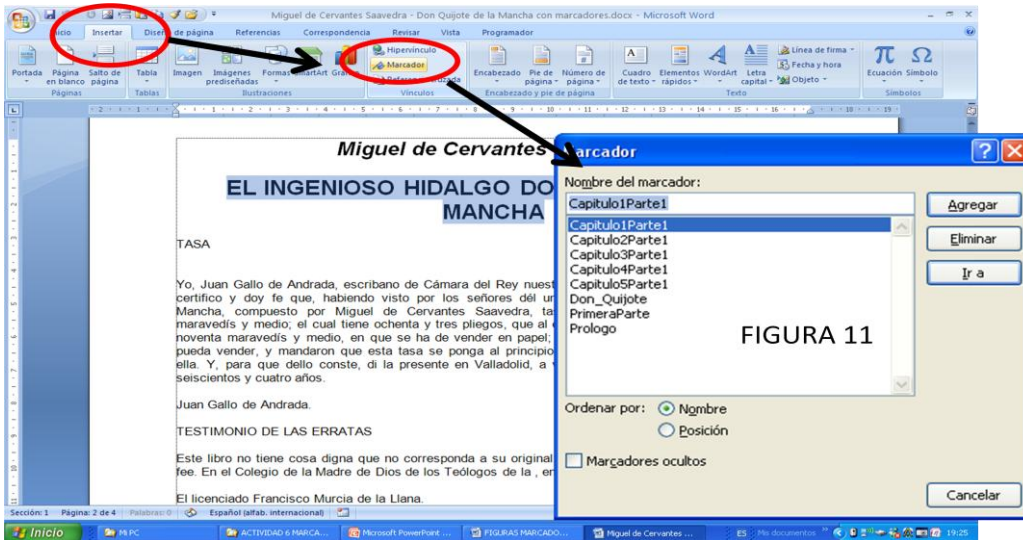 Miguel de Cervantes Saavedra - Don Quijote de la Mancha con marcadores.docx - Microsoft Word
Inicio Insertar Diseño de página Referencias Correspondencia Revisar Vista Programador
Portada Página en blanco Salto de página Tabla Imagen Imágenes prediseñadas Formas SmartArt Gráfico
Hipervínculo
Marcador
Referencia cruzada
Encabezado Pie de página Número de página Cuadro de texto Elementos rápidos WordArt Letra capital
Línea de firma
Fecha y hora
Objeto
Ecuación Símbolo
Páginas Tablas Ilustraciones Vínculos Encabezado y pie de página Texto Símbolos
Miguel de Cervantes
EL INGENIOSO HIDALGO DO
MANCHA
TASA
Yo, Juan Gallo de Andrada, escribano de Cámara del Rey nuest
certifico y doy fe que, habiendo visto por los señores dél un
Mancha, compuesto por Miguel de Cervantes Saavedra, ta
maravedís y medio; el cual tiene ochenta y tres pliegos, que al
noventa maravedís y medio, en que se ha de vender en papel;
pueda vender, y mandaron que esta tasa se ponga al principio
ella. Y, para que dello conste, di la presente en Valladolid, a
seiscientos y cuatro años.
Juan Gallo de Andrada.
TESTIMONIO DE LAS ERRATAS
Este libro no tiene cosa digna que no corresponda a su original
fee. En el Colegio de la Madre de Dios de los Teólogos de la , en
El licenciado Francisco Murcia de la Llana.
Marcador
Nombre del marcador:
Capitulo1Parte1
Capitulo1Parte1
Capitulo2Parte1
Capitulo3Parte1
Capitulo4Parte1
Capitulo5Parte1
Don_Quijote
PrimeraParte
Prologo
FIGURA 11
Agregar
Eliminar
Ir a
Ordenar por: Nombre
Posición
Marcadores ocultos
Cancelar
Sección: 1 Página: 2 de 4 Palabras: 0 Español (alfab. internacional)
Inicio MI PC ACTIVIDAD 6 MARCA... Microsoft PowerPoint ... FIGURAS MARCADO... Miguel de Cervantes ... ES Mis documentos 19:25